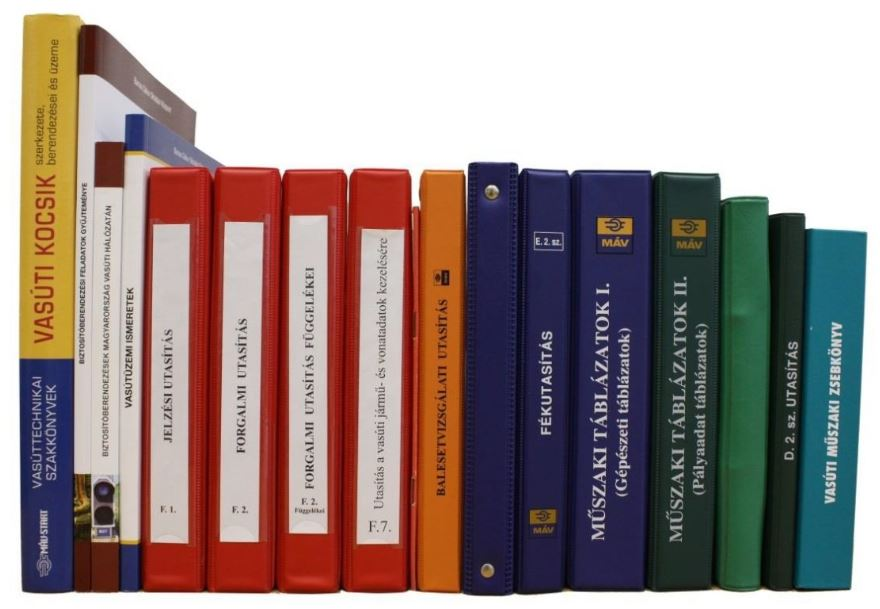 VASÚTI KOCSIK
szerkezete,
berendezései és üzeme
VASÚTTECHNIKAI
SZAKKÖNYVEK
MÁV-START
BIZTOSÍTÓBERENDEZÉSI FELADATOK GYŰJTEMÉNYE
BIZTOSÍTÓBERENDEZÉSEK MAGYARORSZÁG VASÚTI HÁLÓZATÁN
VASÚTÜZEMI ISMERETEK
JELZÉSI UTASÍTÁS
F. 1.
FORGALMI UTASÍTÁS
F. 2.
FORGALMI UTASÍTÁS FÜGGELÉKEI
F. 2.
Függelékei
Utasítás a vasúti jármű- és vonatadatok kezelésére
F.7.
BALESETVIZSGÁLATI UTASÍTÁS
E. 2. sz.
FÉKUTASÍTÁS
MÁV
MÁV
MŰSZAKI TÁBLÁZATOK I.
(Gépészeti táblázatok)
MÁV
MŰSZAKI TÁBLÁZATOK II.
(Pályaadat táblázatok)
D. 2. sz. UTASÍTÁS
VASÚTI MŰSZAKI ZSEBKÖNYV